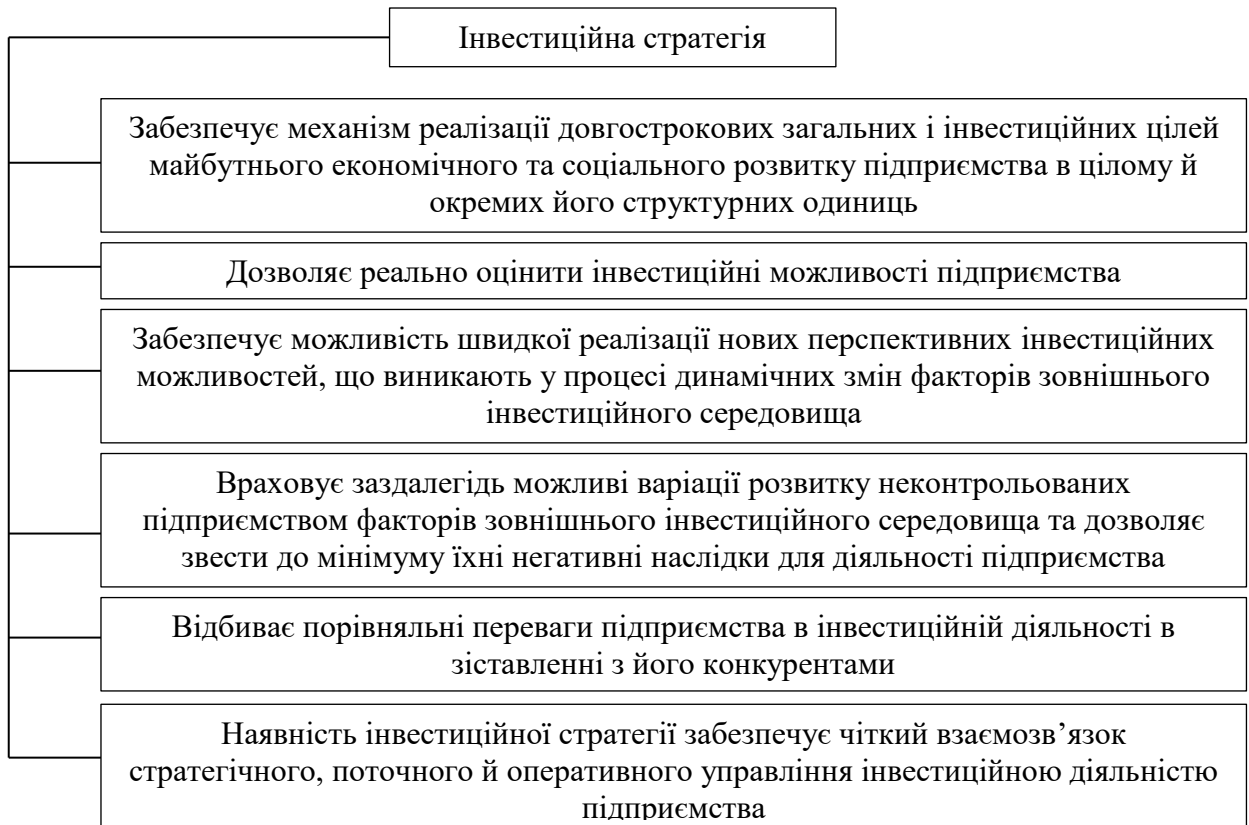 Інвестиційна стратегія
Забезпечує механізм реалізації довгострокових загальних і інвестиційних цілей
майбутнього економічного та соціального розвитку підприємства в цілому й
окремих його структурних одиниць
Дозволяє реально оцінити інвестиційні можливості підприємства
Забезпечує можливість швидкої реалізації нових перспективних інвестиційних
можливостей, що виникають у процесі динамічних змін факторів зовнішнього
інвестиційного середовища
Враховує заздалегідь можливі варіації розвитку неконтрольованих
підприємством факторів зовнішнього інвестиційного середовища та дозволяє
звести до мінімуму їхні негативні наслідки для діяльності підприємства
Відбиває порівняльні переваги підприємства в інвестиційній діяльності в
зіставленні з його конкурентами
Наявність інвестиційної стратегії забезпечує чіткий взаємозв’язок
стратегічного, поточного й оперативного управління інвестиційною діяльністю
підприємства